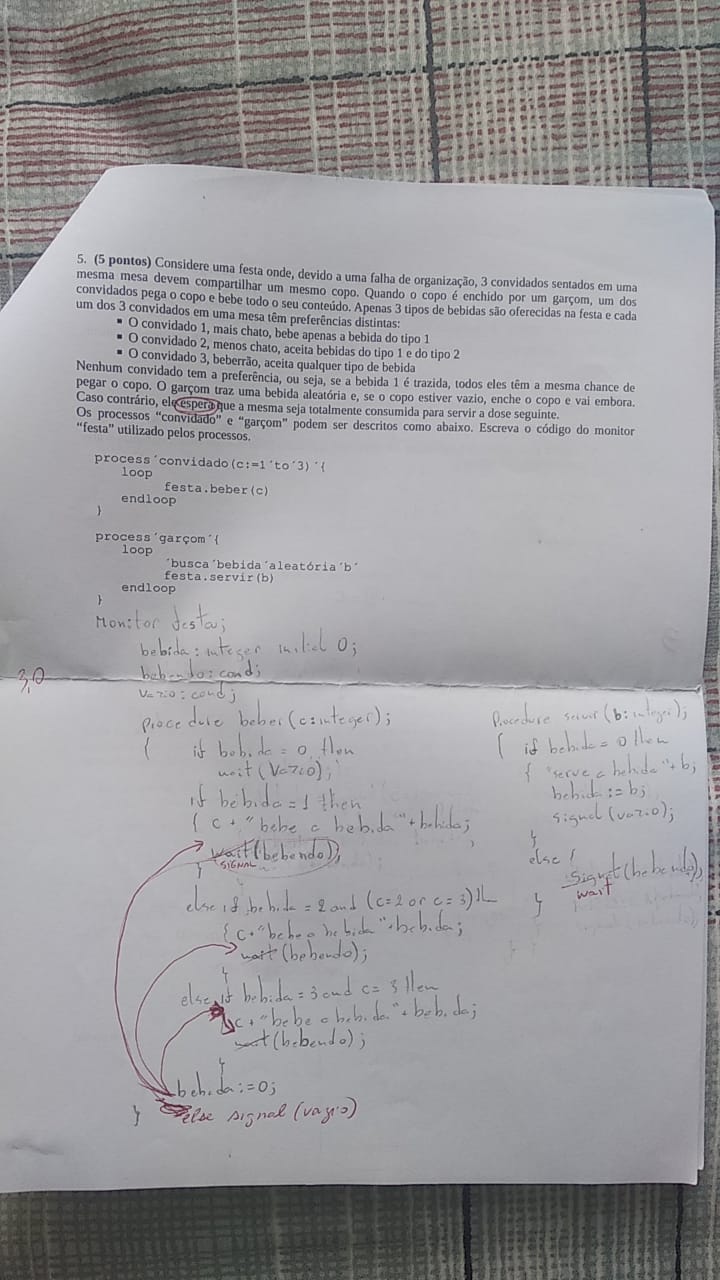 5. (5 pontos) Considere uma festa onde, devido a uma falha de organização, 3 convidados sentados em uma
mesma mesa devem compartilhar um mesmo copo. Quando o copo é enchido por um garçom, um dos
convidados pega o copo e bebe todo o seu conteúdo. Apenas 3 tipos de bebidas são oferecidas na festa e cada
um dos 3 convidados em uma mesa têm preferências distintas:
▪ O convidado 1, mais chato, bebe apenas a bebida do tipo 1
▪ O convidado 2, menos chato, aceita bebidas do tipo 1 e do tipo 2
▪ O convidado 3, beberrão, aceita qualquer tipo de bebida
Nenhum convidado tem a preferência, ou seja, se a bebida 1 é trazida, todos eles têm a mesma chance de
pegar o copo. O garçom traz uma bebida aleatória e, se o copo estiver vazio, enche o copo e vai embora.
Caso contrário, ele espera que a mesma seja totalmente consumida para servir a dose seguinte.
Os processos "convidado" e "garçom" podem ser descritos como abaixo. Escreva o código do monitor
"festa" utilizado pelos processos.
process´convidado(c:=1´to´3)´{
loop
festa.beber(c)
endloop
}
process´garçom´{
loop
´busca´bebida´aleatória´b´
festa.servir(b)
endloop
}
Monitor festa;
bebida: integer initial 0;
3,0
bebendo: cond;
vazio: cond;
Procedure beber(c:integer);
{ if bebida = 0 then
wait(vazio);
if bebida = 1 then
{ c + "bebe a bebida" + bebida;
wait(bebendo);
SIGNAL
}
else if bebida = 2 and (c=2 or c=3) then
{ c + "bebe a bebida" + bebida;
wait(bebendo);
}
else if bebida = 3 and c = 3 then
{ c + "bebe a bebida" + bebida;
wait(bebendo);
}
bebida := 0;
} else signal(vazio)
Procedure servir(b: integer);
{ if bebida = 0 then
{ "serve a bebida" + b;
bebida := b;
signal(vazio);
}
else {
signal(bebendo);
wait
}